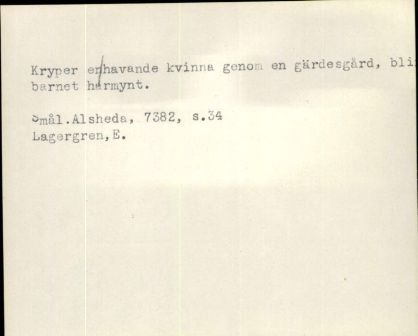 Kryper en/havande kvinna genom en gärdesgård, bli
barnet harmynt.
Smål.Alsheda, 7382, s.34
Lagergren,E.